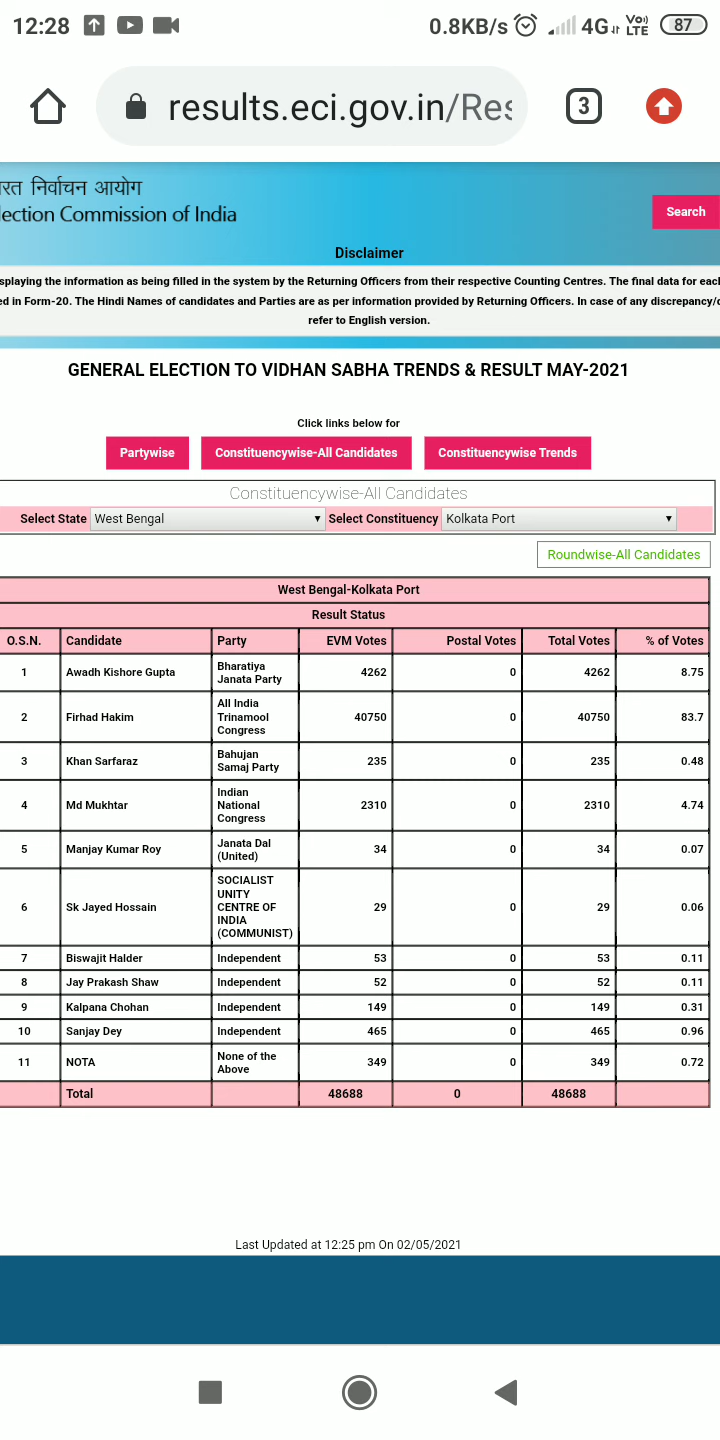 12:28 0.8KB/s 4G Vo) LTE 87
results.eci.gov.in/Res 3
रत निर्वाचन आयोग
lection Commission of India
Search
Disclaimer
splaying the information as being filled in the system by the Returning Officers from their respective Counting Centres. The final data for each
ed in Form-20. The Hindi Names of candidates and Parties are as per information provided by Returning Officers. In case of any discrepancy/
refer to English version.
GENERAL ELECTION TO VIDHAN SABHA TRENDS & RESULT MAY-2021
Click links below for
Partywise Constituencywise-All Candidates Constituencywise Trends
Constituencywise-All Candidates
Select State West Bengal Select Constituency Kolkata Port
Roundwise-All Candidates
West Bengal-Kolkata Port
Result Status
O.S.N. Candidate Party EVM Votes Postal Votes Total Votes % of Votes
1 Awadh Kishore Gupta Bharatiya Janata Party 4262 0 4262 8.75
2 Firhad Hakim All India Trinamool Congress 40750 0 40750 83.7
3 Khan Sarfaraz Bahujan Samaj Party 235 0 235 0.48
4 Md Mukhtar Indian National Congress 2310 0 2310 4.74
5 Manjay Kumar Roy Janata Dal (United) 34 0 34 0.07
6 Sk Jayed Hossain SOCIALIST UNITY CENTRE OF INDIA (COMMUNIST) 29 0 29 0.06
7 Biswajit Halder Independent 53 0 53 0.11
8 Jay Prakash Shaw Independent 52 0 52 0.11
9 Kalpana Chohan Independent 149 0 149 0.31
10 Sanjay Dey Independent 465 0 465 0.96
11 NOTA None of the Above 349 0 349 0.72
Total 48688 0 48688
Last Updated at 12:25 pm On 02/05/2021